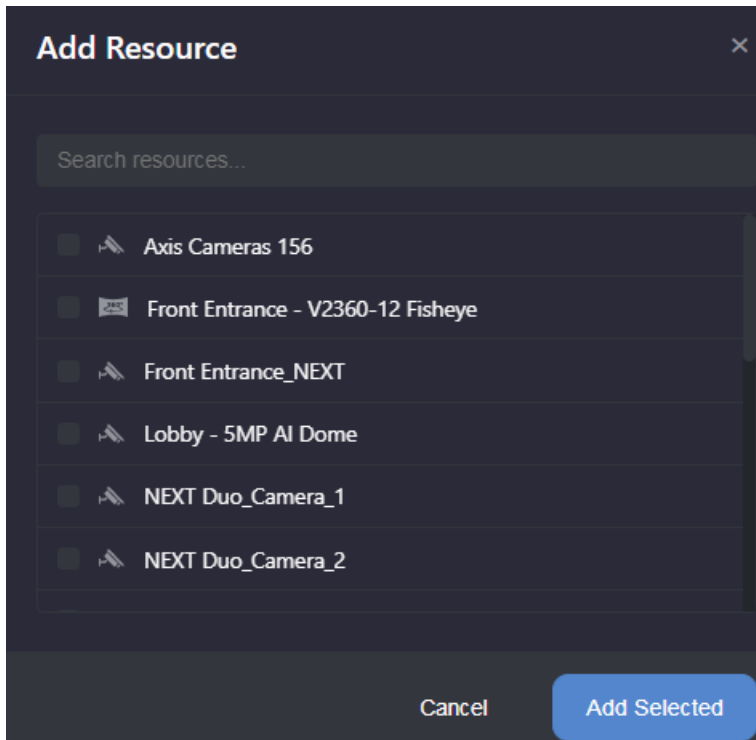 Add Resource
Search resources...
Axis Cameras 156
Front Entrance - V2360-12 Fisheye
Front Entrance_NEXT
Lobby - 5MP AI Dome
NEXT Duo_Camera_1
NEXT Duo_Camera_2
Cancel Add Selected